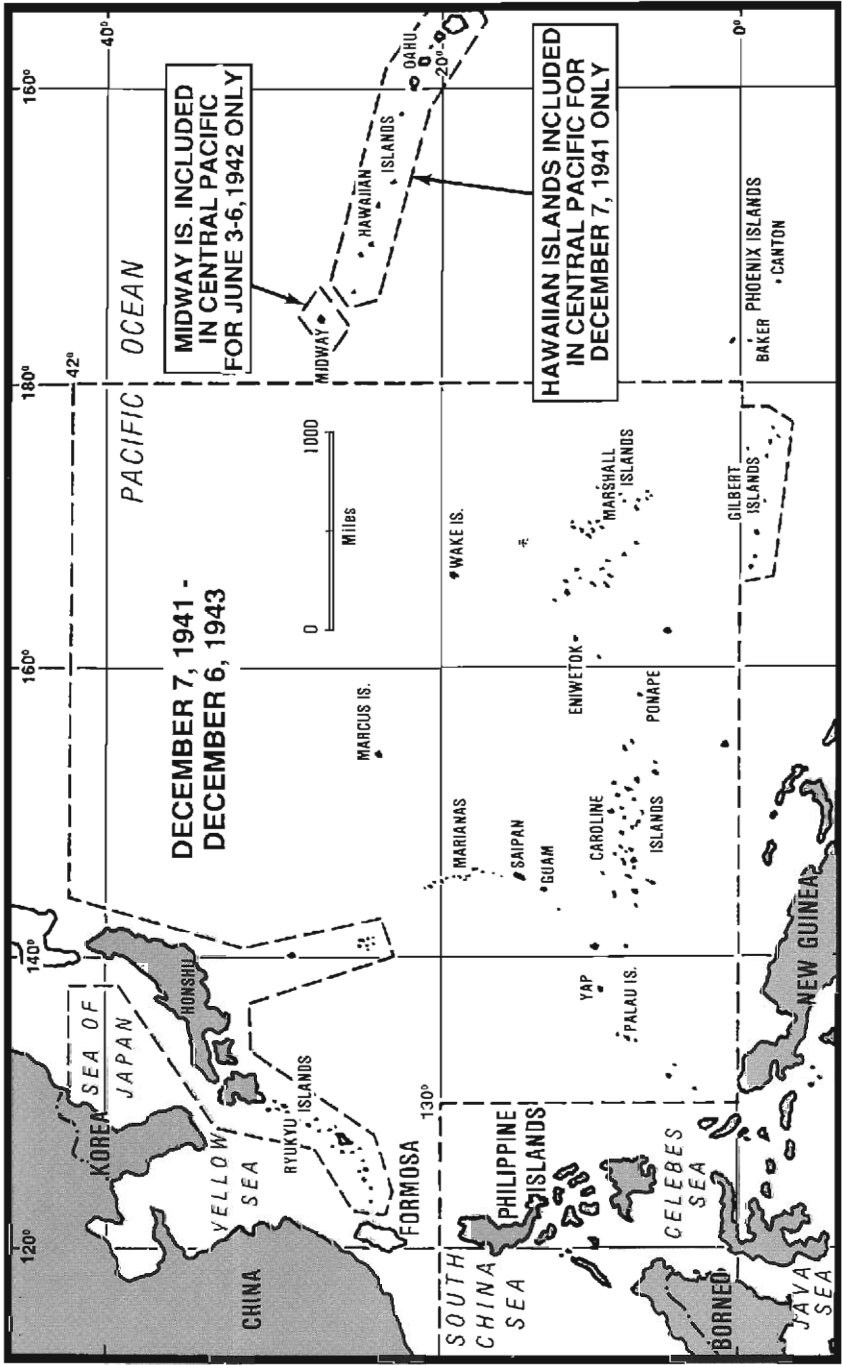 120°
140°
160°
180°
160°
42°
40°
PACIFIC OCEAN
DECEMBER 7, 1941 -
DECEMBER 6, 1943
MIDWAY IS. INCLUDED
IN CENTRAL PACIFIC
FOR JUNE 3-6, 1942 ONLY
KOREA
SEA OF
JAPAN
HONSHU
CHINA
YELLOW
SEA
RYUKYU ISLANDS
FORMOSA
0
1000
Miles
MARCUS IS.
MIDWAY
HAWAIIAN
ISLANDS
OAHU
20°
130°
SOUTH
CHINA
SEA
PHILIPPINE
ISLANDS
MARIANAS
SAIPAN
GUAM
WAKE IS.
HAWAIIAN ISLANDS INCLUDED
IN CENTRAL PACIFIC FOR
DECEMBER 7, 1941 ONLY
YAP
PALAU IS.
CAROLINE
ISLANDS
ENIWETOK
PONAPE
MARSHALL
ISLANDS
CELEBES
SEA
BORNEO
JAVA
SEA
NEW GUINEA
GILBERT
ISLANDS
BAKER
PHOENIX ISLANDS
CANTON
0°